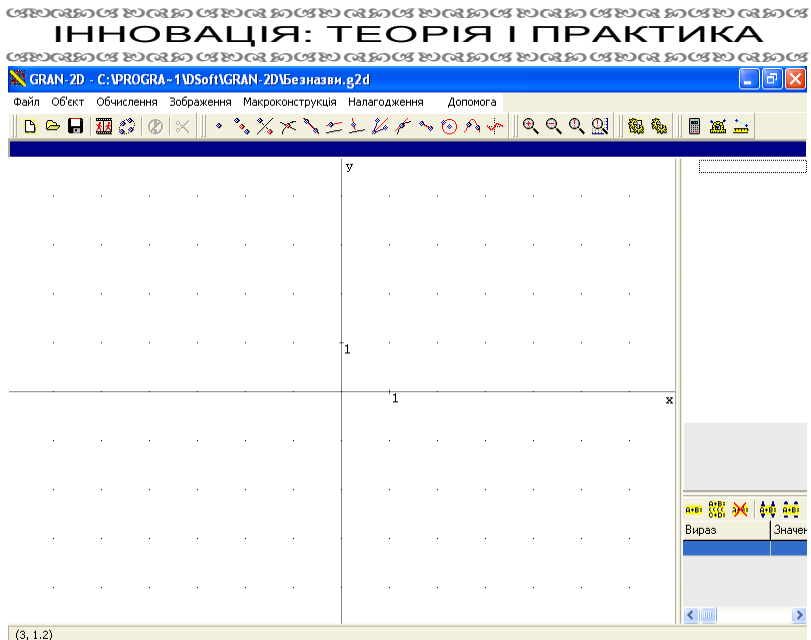 ІННОВАЦІЯ: ТЕОРІЯ І ПРАКТИКА
GRAN-2D - C:\PROGRA~1\DSoft\GRAN-2D\Безназви.g2d
Файл Об'єкт Обчислення Зображення Макроконструкція Налагодження Допомога
y
1
1
x
Вираз Значен
(3, 1.2)